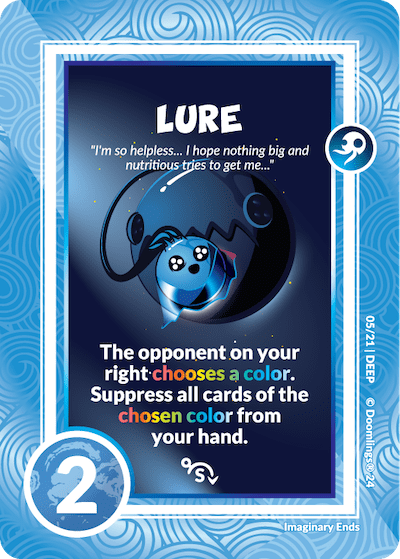 LURE
"I'm so helpless... I hope nothing big and
nutritious tries to get me..."
The opponent on your
right chooses a color.
Suppress all cards of the
chosen color from
your hand.
S
2
05/21 | DEEP © Doomlings® 24
Imaginary Ends